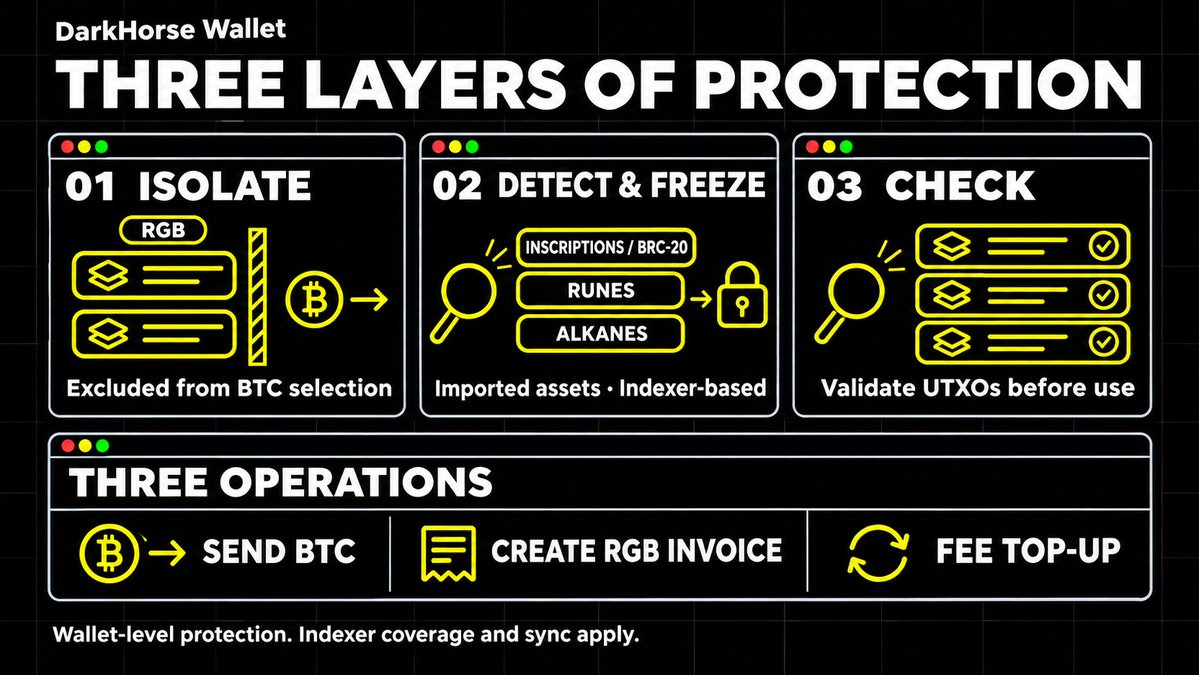 DarkHorse Wallet
THREE LAYERS OF PROTECTION
01 ISOLATE
RGB
Excluded from BTC selection
02 DETECT & FREEZE
INSCRIPTIONS / BRC-20
RUNES
ALKANES
Imported assets · Indexer-based
03 CHECK
Validate UTXOs before use
THREE OPERATIONS
SEND BTC
CREATE RGB INVOICE
FEE TOP-UP
Wallet-level protection. Indexer coverage and sync apply.